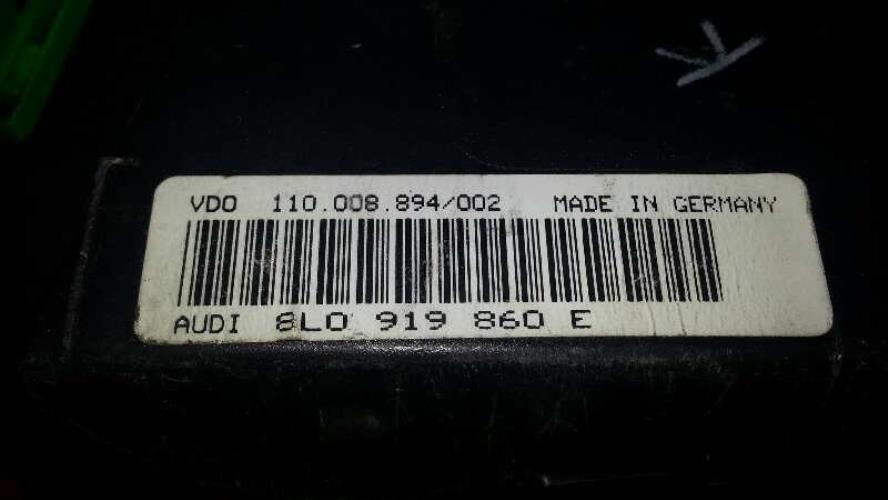 VDO 110.008.894/002 MADE IN GERMANY
AUDI 8L0 919 860 E